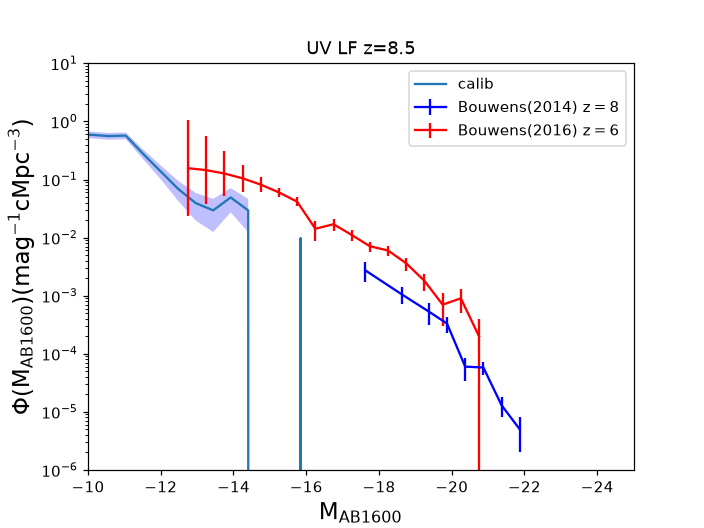 UV LF z=8.5
calib
Bouwens(2014) z = 8
Bouwens(2016) z = 6
Φ(M_AB1600)(mag⁻¹cMpc⁻³)
10¹
10⁰
10⁻¹
10⁻²
10⁻³
10⁻⁴
10⁻⁵
10⁻⁶
−10 −12 −14 −16 −18 −20 −22 −24
M_AB1600